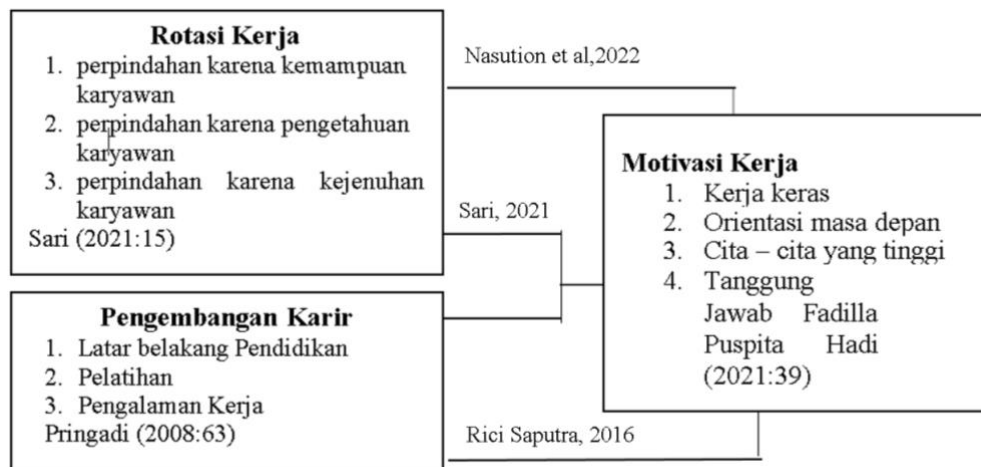 Rotasi Kerja
1. perpindahan karena kemampuan
karyawan
2. perpindahan karena pengetahuan
karyawan
3. perpindahan karena kejenuhan
karyawan
Sari (2021:15)
Nasution et al,2022
Sari, 2021
Pengembangan Karir
1. Latar belakang Pendidikan
2. Pelatihan
3. Pengalaman Kerja
Pringadi (2008:63)
Rici Saputra, 2016
Motivasi Kerja
1. Kerja keras
2. Orientasi masa depan
3. Cita – cita yang tinggi
4. Tanggung
Jawab Fadilla
Puspita Hadi
(2021:39)